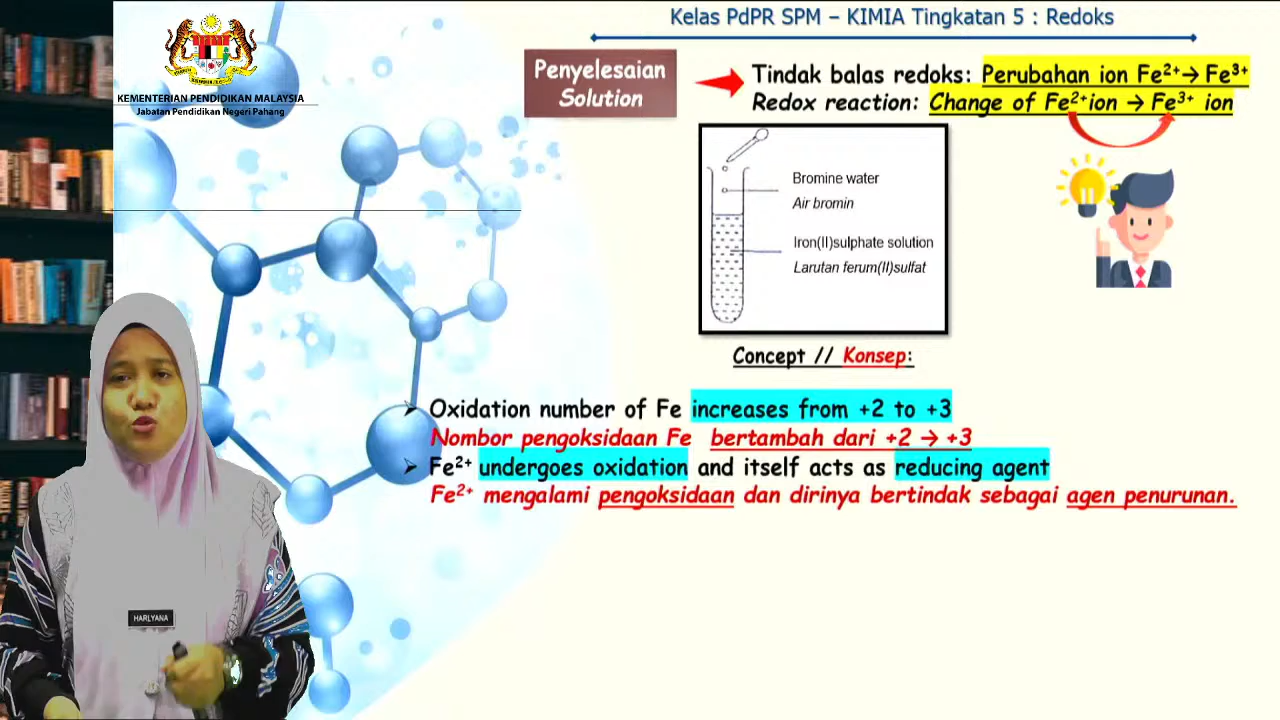 Kelas PdPR SPM – KIMIA Tingkatan 5 : Redoks
KEMENTERIAN PENDIDIKAN MALAYSIA
Jabatan Pendidikan Negeri Pahang
Penyelesaian
Solution
Tindak balas redoks: Perubahan ion Fe²⁺→ Fe³⁺
Redox reaction: Change of Fe²⁺ion → Fe³⁺ ion
Bromine water
Air bromin
Iron(II)sulphate solution
Larutan ferum(II)sulfat
Concept // Konsep:
➢ Oxidation number of Fe increases from +2 to +3
Nombor pengoksidaan Fe bertambah dari +2 → +3
➢ Fe²⁺ undergoes oxidation and itself acts as reducing agent
Fe²⁺ mengalami pengoksidaan dan dirinya bertindak sebagai agen penurunan.
HARLYANA